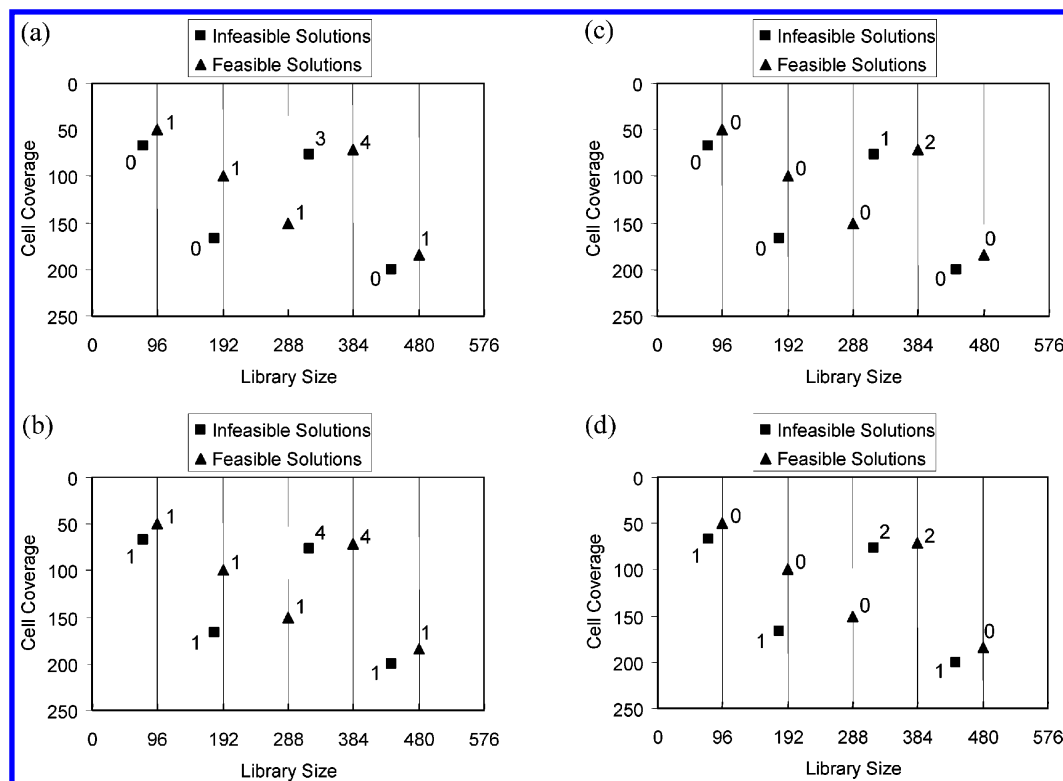 (a)
Infeasible Solutions
Feasible Solutions
0
50
100
150
200
250
Cell Coverage
0 1
0 1
1
3 4
0 1
0 96 192 288 384 480 576
Library Size
(c)
Infeasible Solutions
Feasible Solutions
0
50
100
150
200
250
Cell Coverage
0 0
0 0
0
1 2
0 0
0 96 192 288 384 480 576
Library Size
(b)
Infeasible Solutions
Feasible Solutions
0
50
100
150
200
250
Cell Coverage
1 1
1 1
1
4 4
1 1
0 96 192 288 384 480 576
Library Size
(d)
Infeasible Solutions
Feasible Solutions
0
50
100
150
200
250
Cell Coverage
1 0
1 0
0
2 2
1 0
0 96 192 288 384 480 576
Library Size